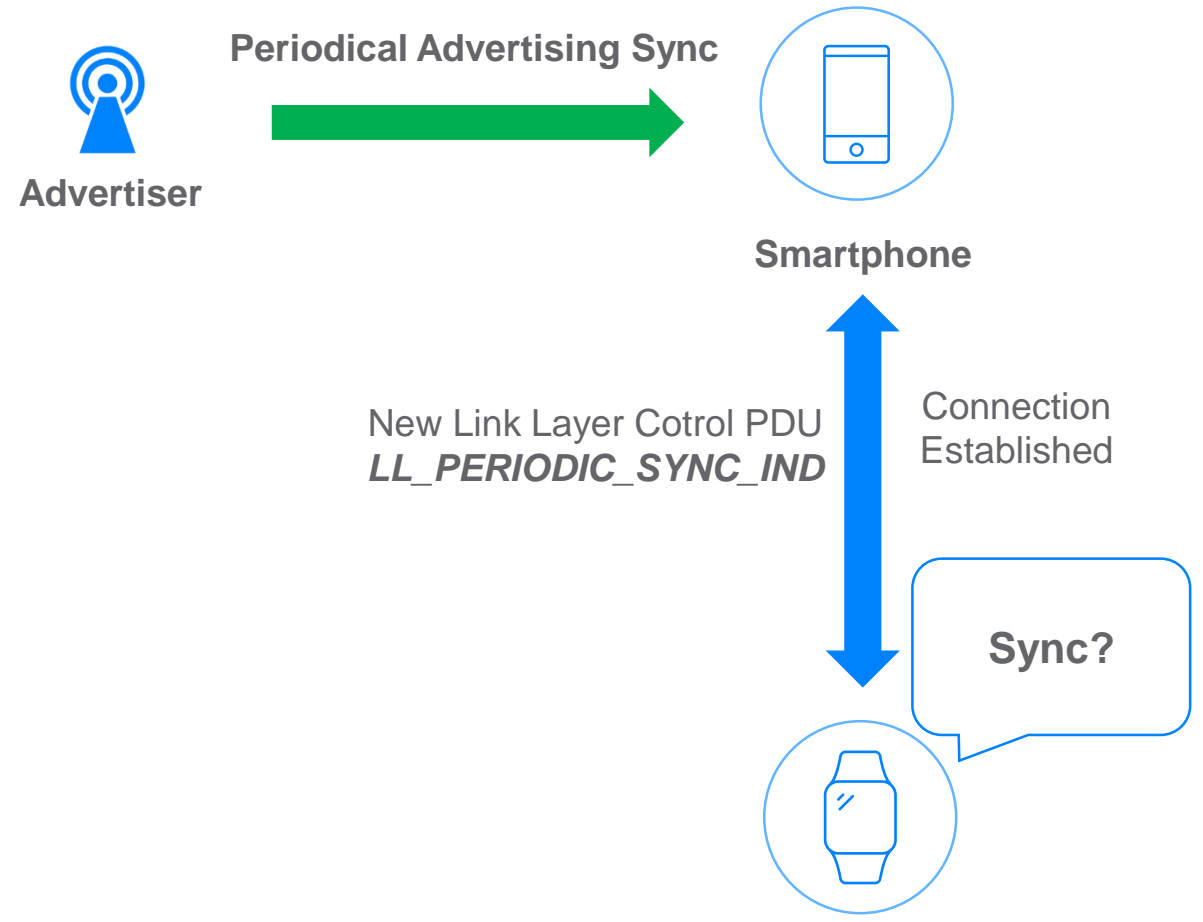 Periodical Advertising Sync
Advertiser
Smartphone
New Link Layer Cotrol PDU
LL_PERIODIC_SYNC_IND
Connection
Established
Sync?